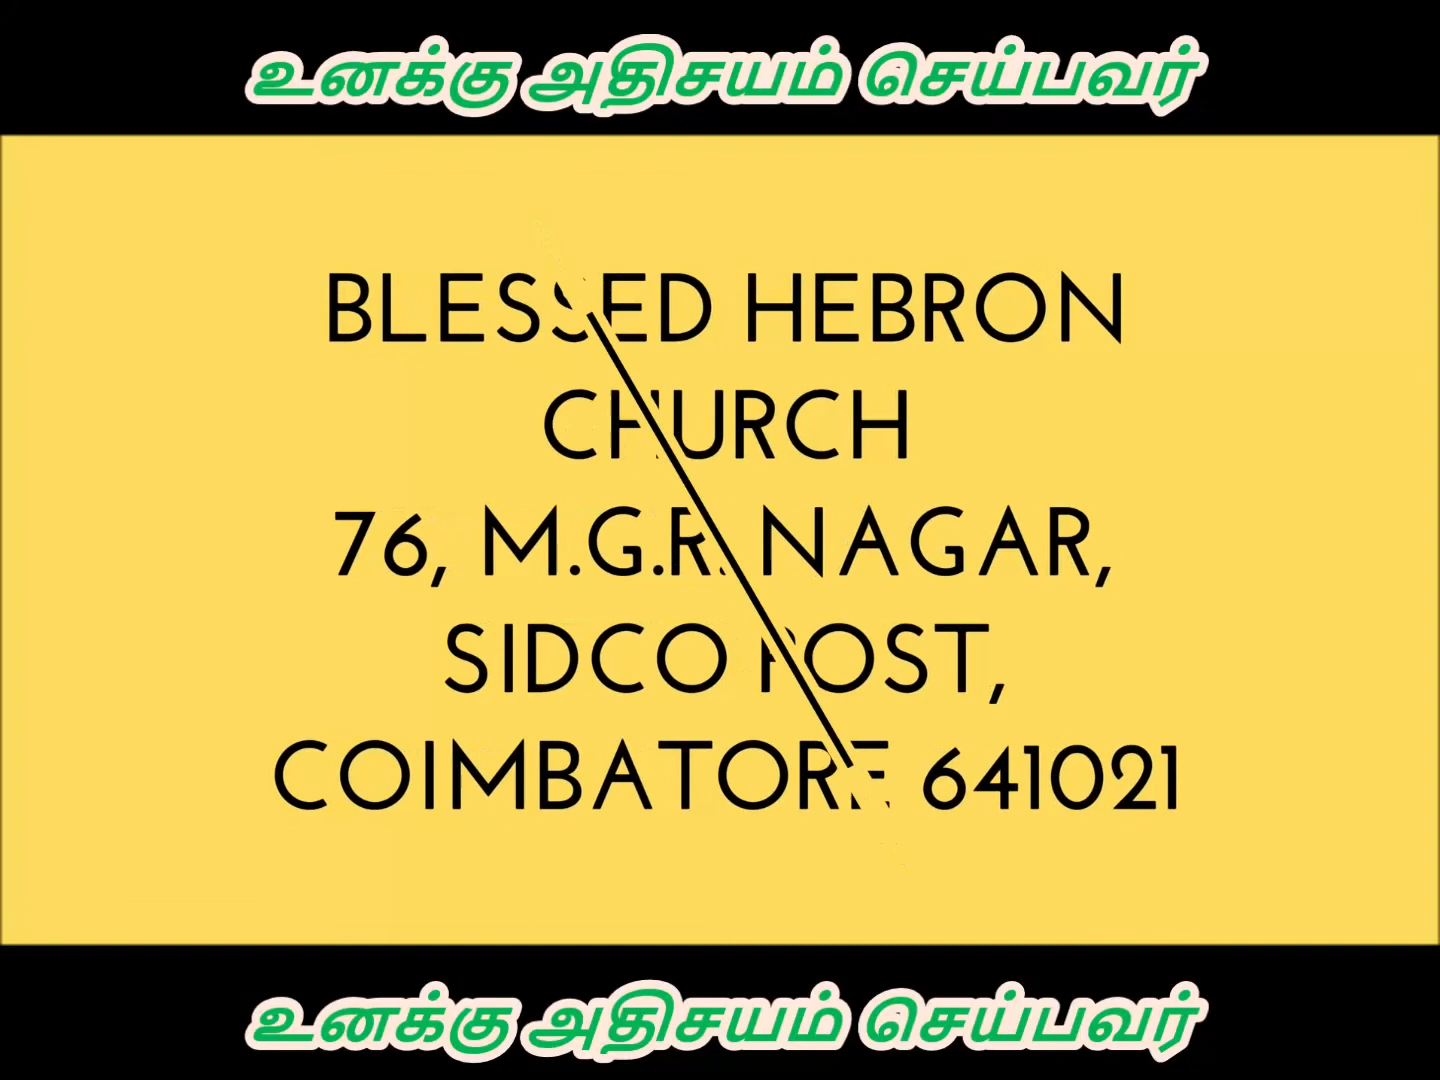 உனக்கு அதிசயம் செய்பவர்
BLESSED HEBRON
CHURCH
76, M.G.R. NAGAR,
SIDCO POST,
COIMBATORE 641021
உனக்கு அதிசயம் செய்பவர்